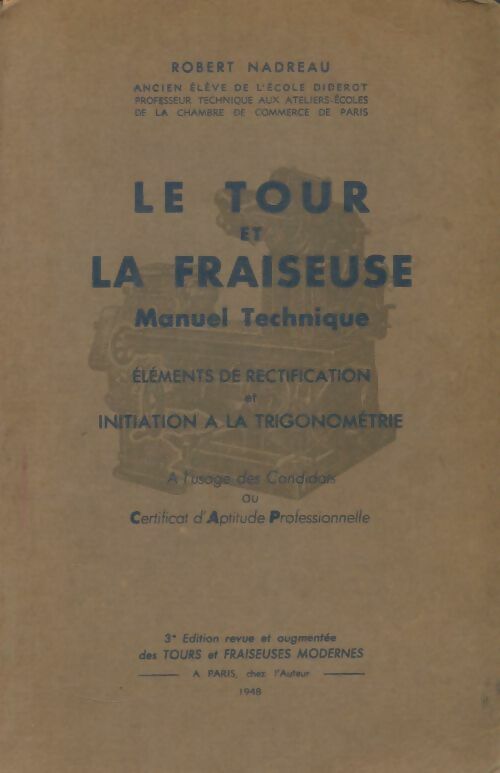 ROBERT NADREAU
ANCIEN ÉLÈVE DE L'ÉCOLE DIDEROT
PROFESSEUR TECHNIQUE AUX ATELIERS-ÉCOLES
DE LA CHAMBRE DE COMMERCE DE PARIS
LE TOUR
ET
LA FRAISEUSE
Manuel Technique
ÉLÉMENTS DE RECTIFICATION
et
INITIATION A LA TRIGONOMÉTRIE
A l'usage des Candidats
au
Certificat d'Aptitude Professionnelle
3e Edition revue et augmentée
des TOURS et FRAISEUSES MODERNES
A PARIS, chez l'Auteur
1948